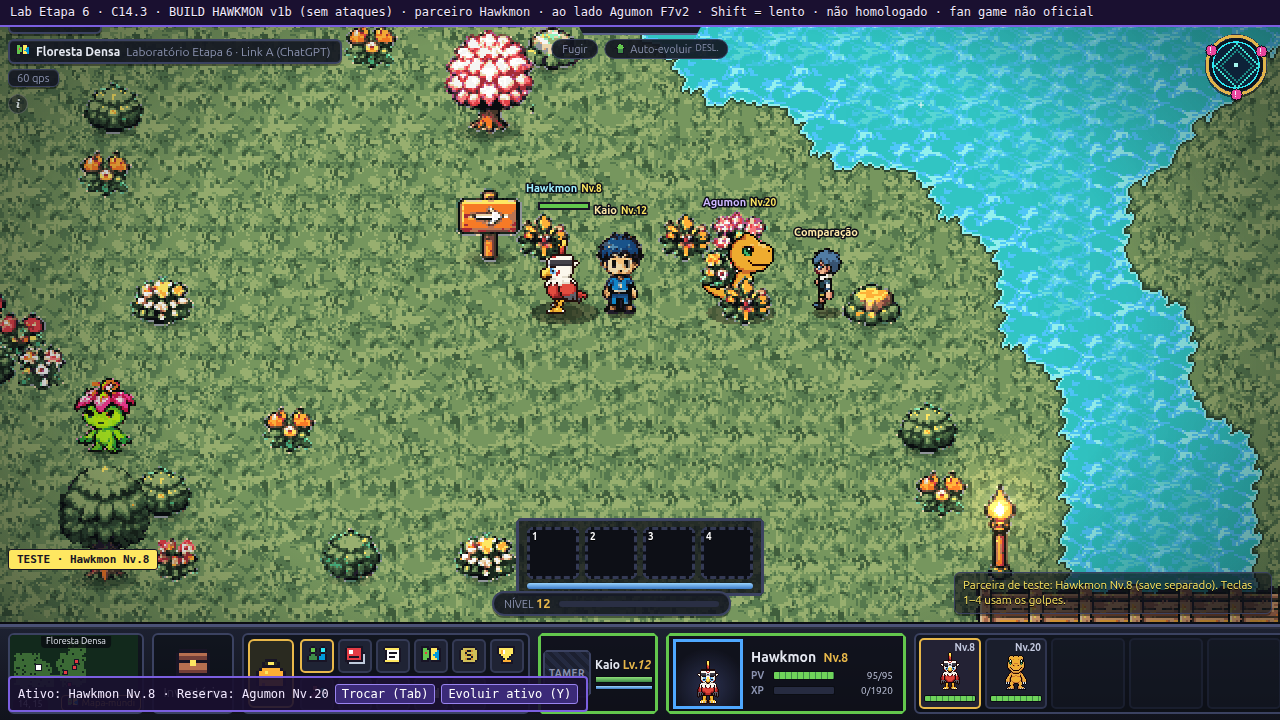 Lab Etapa 6 · C14.3 · BUILD HAWKMON v1b (sem ataques) · parceiro Hawkmon · ao lado Agumon F7v2 · Shift = lento · não homologado · fan game não oficial
Floresta Densa Laboratório Etapa 6 · Link A (ChatGPT)
Fugir
Auto-evoluir DESL.
60 qps
i
Hawkmon Nv.8
Kaio Nv.12
Agumon Nv.20
Comparação
TESTE · Hawkmon Nv.8
1 2 3 4
NÍVEL 12
Parceira de teste: Hawkmon Nv.8 (save separado). Teclas
1–4 usam os golpes.
Floresta Densa
TAMER
Kaio Lv.12
Hawkmon Nv.8
PV 95/95
XP 0/1920
Nv.8
Nv.20
Ativo: Hawkmon Nv.8 · Reserva: Agumon Nv.20 Trocar (Tab) Evoluir ativo (Y)